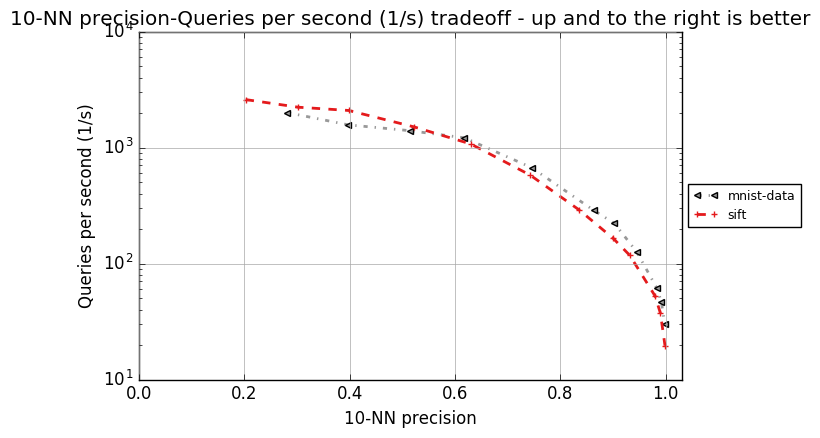 10-NN precision-Queries per second (1/s) tradeoff - up and to the right is better
10⁴
10³
10²
10¹
Queries per second (1/s)
0.0 0.2 0.4 0.6 0.8 1.0
10-NN precision
mnist-data
sift